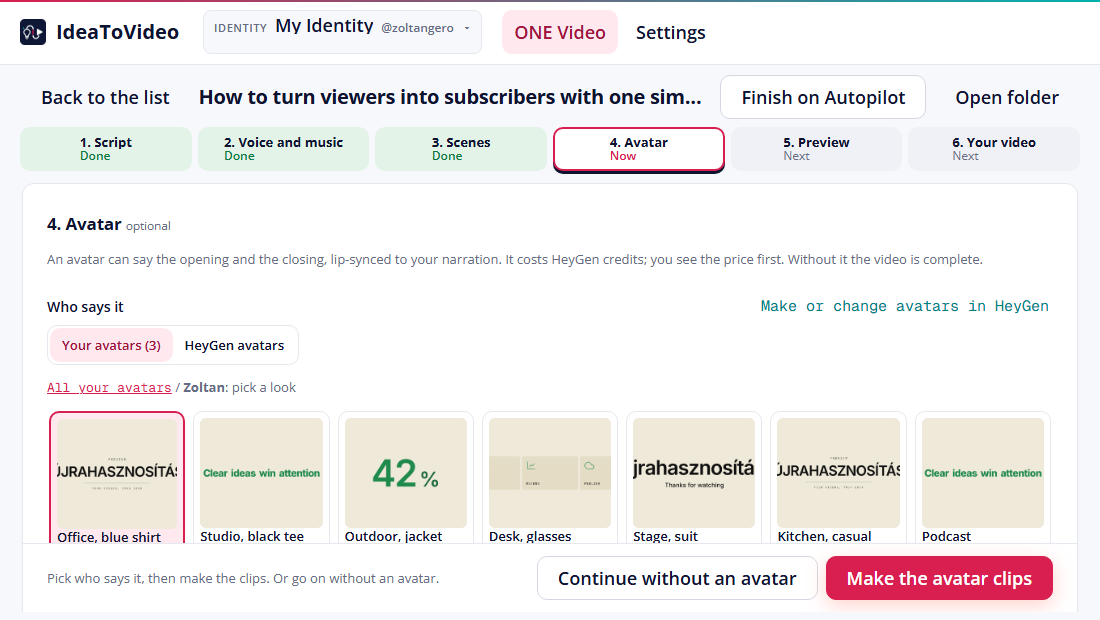 IdeaToVideo
IDENTITY My Identity @zoltangero
ONE Video
Settings
Back to the list
How to turn viewers into subscribers with one sim...
Finish on Autopilot
Open folder
1. Script
Done
2. Voice and music
Done
3. Scenes
Done
4. Avatar
Now
5. Preview
Next
6. Your video
Next
4. Avatar optional
An avatar can say the opening and the closing, lip-synced to your narration. It costs HeyGen credits; you see the price first. Without it the video is complete.
Who says it
Make or change avatars in HeyGen
Your avatars (3)
HeyGen avatars
All your avatars / Zoltan: pick a look
ÚJRAHASZNOSÍTÁS
Office, blue shirt
Clear ideas win attention
Studio, black tee
42%
Outdoor, jacket
Desk, glasses
jrahasznosítá
Thanks for watching
Stage, suit
ÚJRAHASZNOSÍTÁS
Kitchen, casual
Clear ideas win attention
Podcast
Pick who says it, then make the clips. Or go on without an avatar.
Continue without an avatar
Make the avatar clips